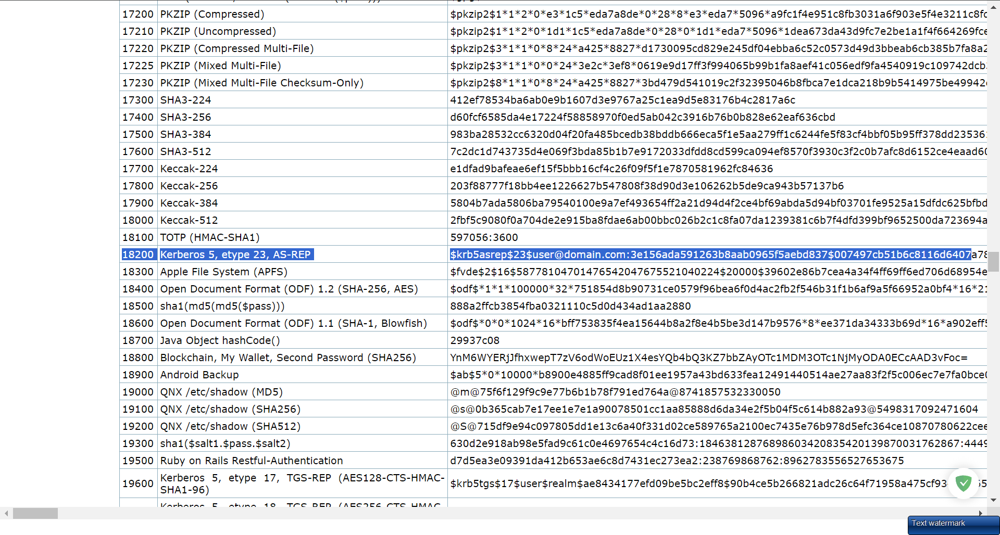 17200 PKZIP (Compressed) $pkzip2$1*1*2*0*e3*1c5*eda7a8de*0*28*8*e3*eda7*5096*a9fc1f4e951c8fb3031a6f903e5f4e3211c8fc
17210 PKZIP (Uncompressed) $pkzip2$1*1*2*0*1d1*1c5*eda7a8de*0*28*0*1d1*eda7*5096*1dea673da43d9fc7e2be1a1f4f664269fce
17220 PKZIP (Compressed Multi-File) $pkzip2$3*1*1*0*8*24*a425*8827*d1730095cd829e245df04ebba6c52c0573d49d3bbeab6cb385b7fa8a2
17225 PKZIP (Mixed Multi-File) $pkzip2$3*1*1*0*0*24*3e2c*3ef8*0619e9d17ff3f994065b99b1fa8aef41c056edf9fa4540919c109742dcb
17230 PKZIP (Mixed Multi-File Checksum-Only) $pkzip2$8*1*1*0*8*24*a425*8827*3bd479d541019c2f32395046b8fbca7e1dca218b9b5414975be49942
17300 SHA3-224 412ef78534ba6ab0e9b1607d3e9767a25c1ea9d5e83176b4c2817a6c
17400 SHA3-256 d60fcf6585da4e17224f58858970f0ed5ab042c3916b76b0b828e62eaf636cbd
17500 SHA3-384 983ba28532cc6320d04f20fa485bcedb38bddb666eca5f1e5aa279ff1c6244fe5f83cf4bbf05b95ff378dd23536
17600 SHA3-512 7c2dc1d743735d4e069f3bda85b1b7e9172033dfdd8cd599ca094ef8570f3930c3f2c0b7afc8d6152ce4eaad60
17700 Keccak-224 e1dfad9bafeae6ef15f5bbb16cf4c26f09f5f1e7870581962fc84636
17800 Keccak-256 203f88777f18bb4ee1226627b547808f38d90d3e106262b5de9ca943b57137b6
17900 Keccak-384 5804b7ada5806ba79540100e9a7ef493654ff2a21d94d4f2ce4bf69abda5d94bf03701fe9525a15dfdc625bfbd
18000 Keccak-512 2fbf5c9080f0a704de2e915ba8fdae6ab00bbc026b2c1c8fa07da1239381c6b7f4dfd399bf9652500da723694a
18100 TOTP (HMAC-SHA1) 597056:3600
18200 Kerberos 5, etype 23, AS-REP $krb5asrep$23$user@domain.com:3e156ada591263b8aab0965f5aebd837$007497cb51b6c8116d6407a78
18300 Apple File System (APFS) $fvde$2$16$58778104701476542047675521040224$20000$39602e86b7cea4a34f4ff69ff6ed706d68954e
18400 Open Document Format (ODF) 1.2 (SHA-256, AES) $odf$*1*1*100000*32*751854d8b90731ce0579f96bea6f0d4ac2fb2f546b31f1b6af9a5f66952a0bf4*16*21
18500 sha1(md5(md5($pass))) 888a2ffcb3854fba0321110c5d0d434ad1aa2880
18600 Open Document Format (ODF) 1.1 (SHA-1, Blowfish) $odf$*0*0*1024*16*bff753835f4ea15644b8a2f8e4b5be3d147b9576*8*ee371da34333b69d*16*a902eff5
18700 Java Object hashCode() 29937c08
18800 Blockchain, My Wallet, Second Password (SHA256) YnM6WYERjJfhxwepT7zV6odWoEUz1X4esYQb4bQ3KZ7bbZAyOTc1MDM3OTc1NjMyODA0ECcAAD3vFoc=
18900 Android Backup $ab$5*0*10000*b8900e4885ff9cad8f01ee1957a43bd633fea12491440514ae27aa83f2f5c006ec7e7fa0bce0
19000 QNX /etc/shadow (MD5) @m@75f6f129f9c9e77b6b1b78f791ed764a@8741857532330050
19100 QNX /etc/shadow (SHA256) @s@0b365cab7e17ee1e7e1a90078501cc1aa85888d6da34e2f5b04f5c614b882a93@5498317092471604
19200 QNX /etc/shadow (SHA512) @S@715df9e94c097805dd1e13c6a40f331d02ce589765a2100ec7435e76b978d5efc364ce10870780622cee
19300 sha1($salt1.$pass.$salt2) 630d2e918ab98e5fad9c61c0e4697654c4c16d73:18463812876898603420835420139870031762867:4449
19500 Ruby on Rails Restful-Authentication d7d5ea3e09391da412b653ae6c8d7431ec273ea2:238769868762:8962783556527653675
19600 Kerberos 5, etype 17, TGS-REP (AES128-CTS-HMAC-
SHA1-96) $krb5tgs$17$user$realm$ae8434177efd09be5bc2eff8$90b4ce5b266821adc26c64f71958a475cf93
Kerberos 5, etype 18, TGS-REP (AES256-CTS-HMAC-
Text watermark